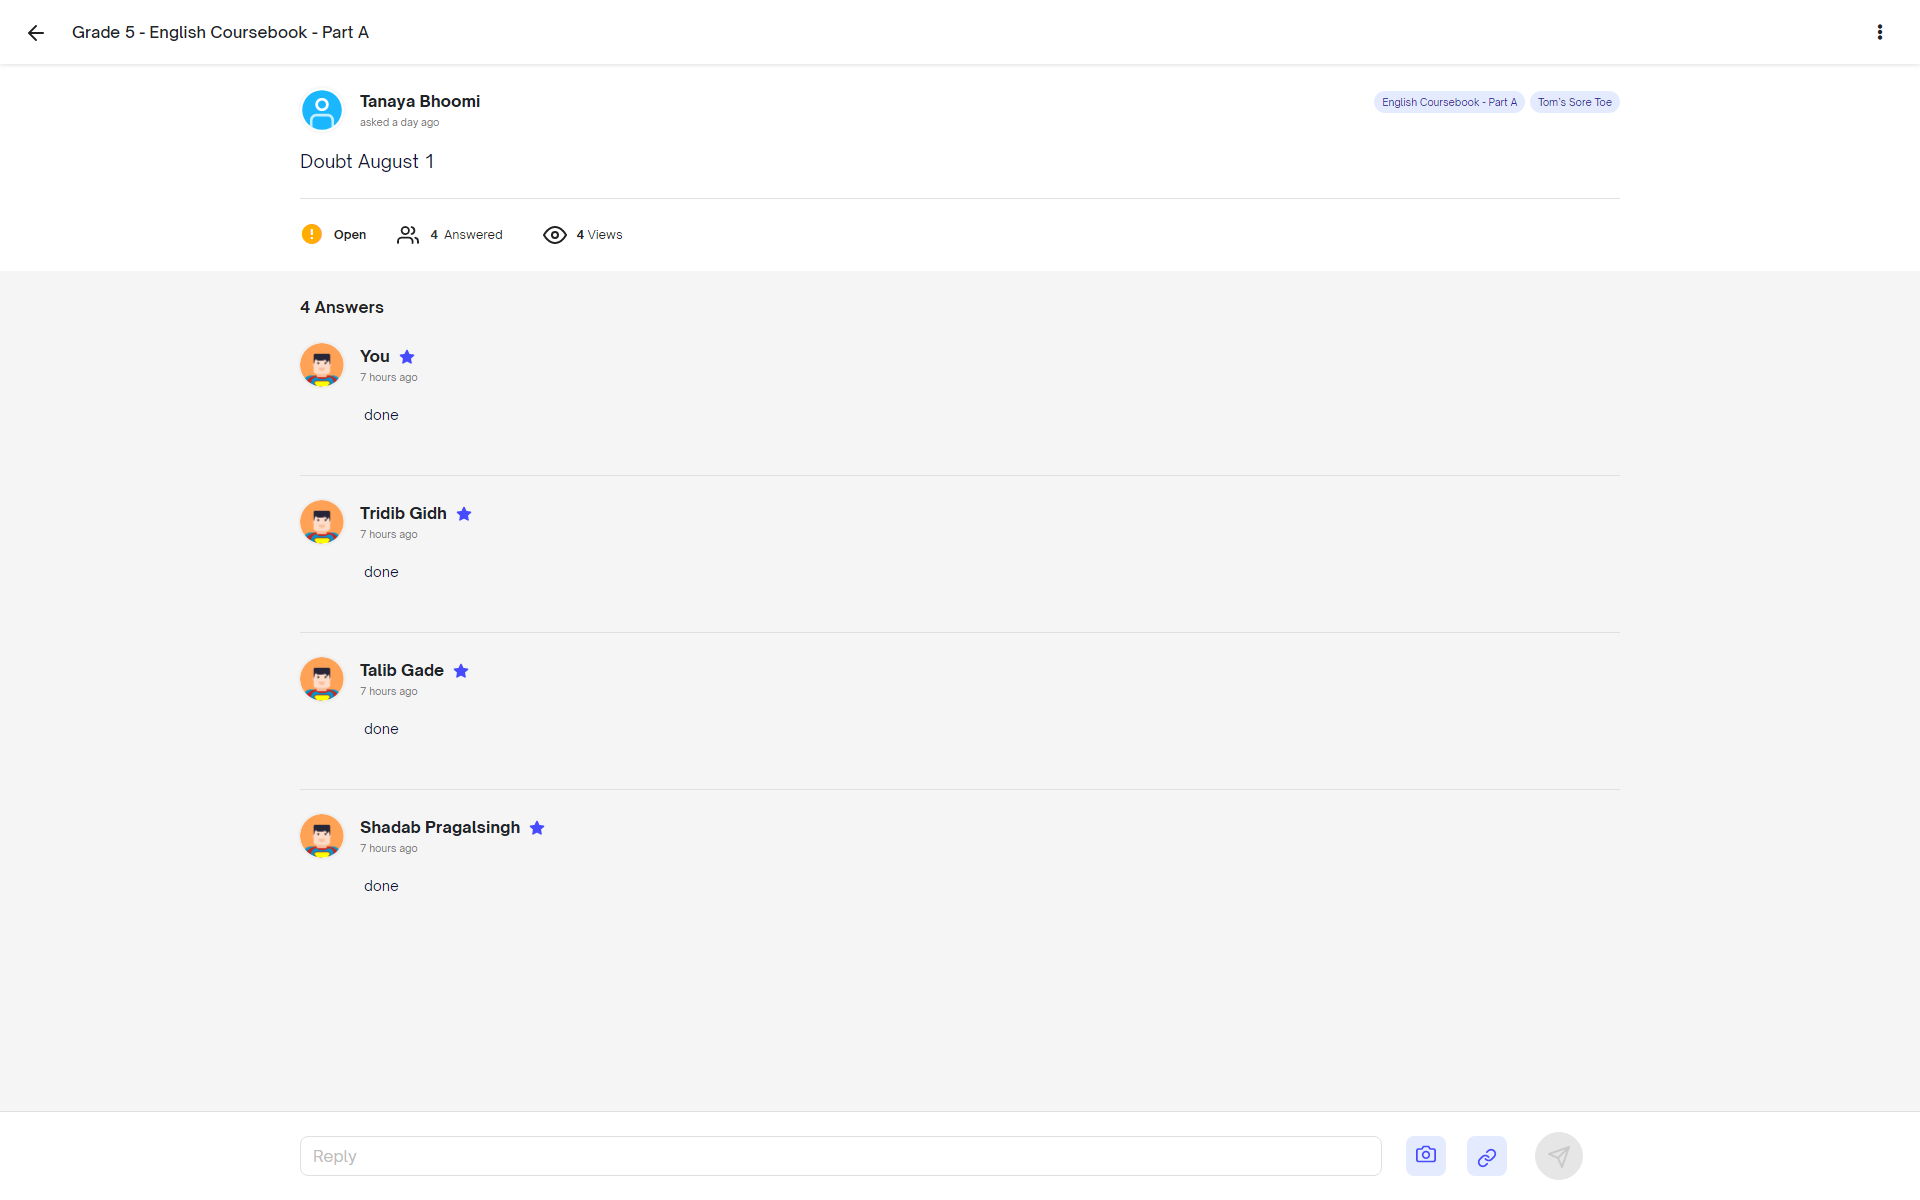 Grade 5 - English Coursebook - Part A
Tanaya Bhoomi
asked a day ago
English Coursebook - Part A
Tom's Sore Toe
Doubt August 1
Open
4 Answered
4 Views
4 Answers
You
7 hours ago
done
Tridib Gidh
7 hours ago
done
Talib Gade
7 hours ago
done
Shadab Pragalsingh
7 hours ago
done
Reply